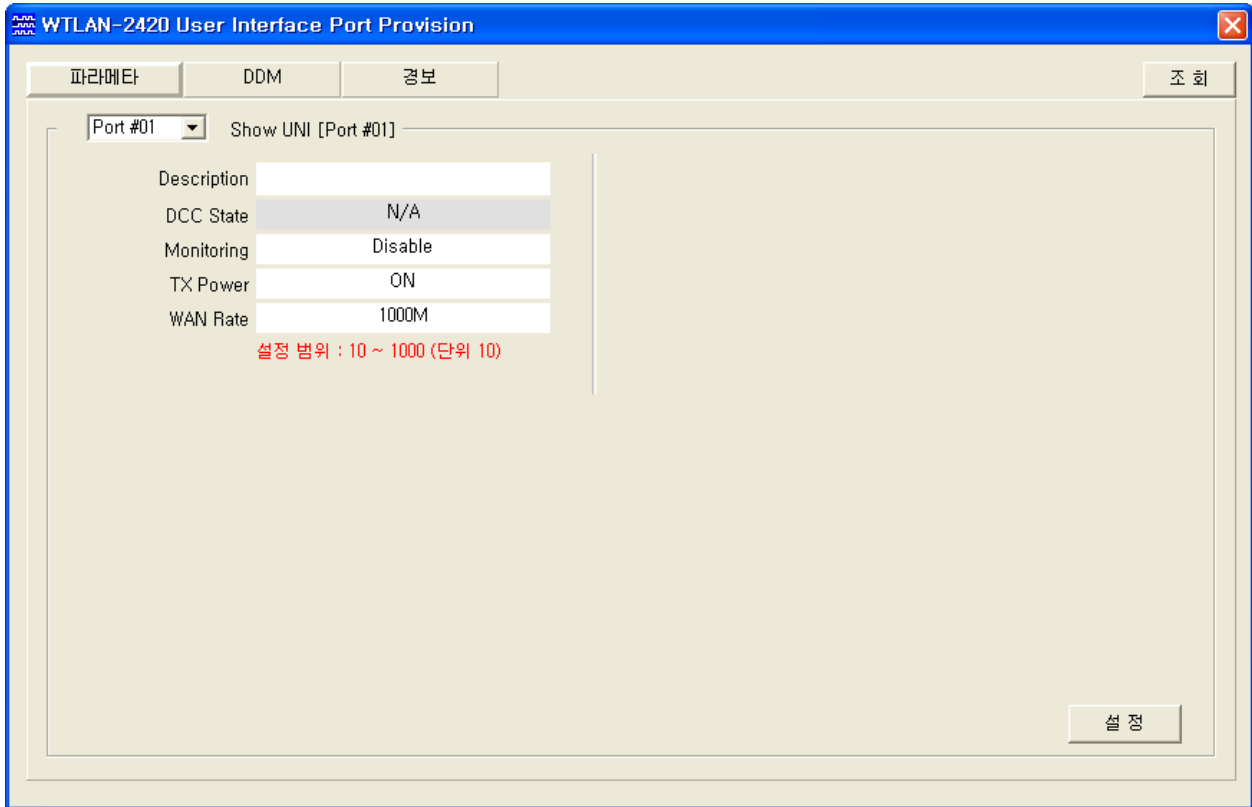 WTLAN-2420 User Interface Port Provision
파라메타 DDM 경보 조 회
Port #01 Show UNI [Port #01]
Description
DCC State N/A
Monitoring Disable
TX Power ON
WAN Rate 1000M
설정 범위 : 10 ~ 1000 (단위 10)
설 정